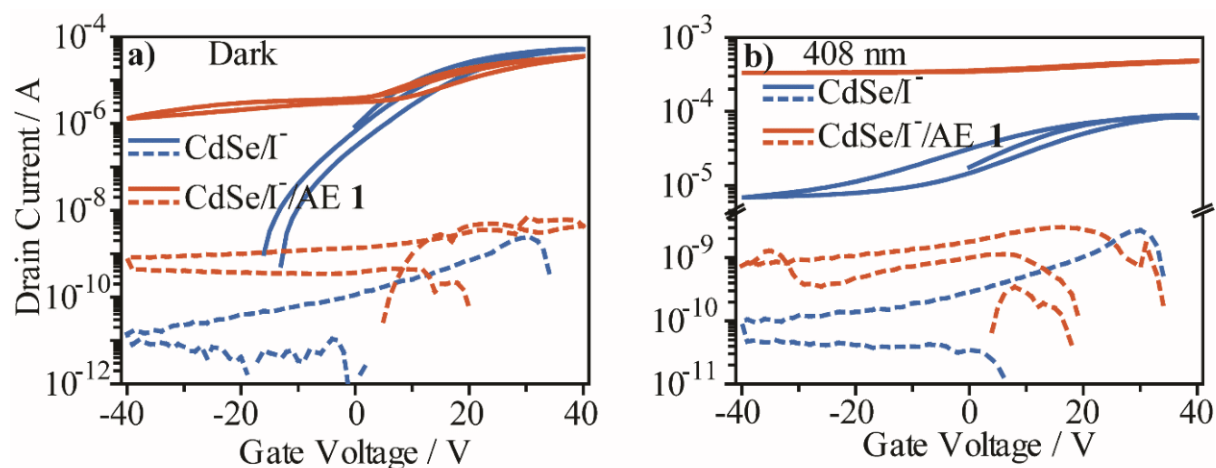 a) Dark
10⁻⁴
10⁻⁶
10⁻⁸
10⁻¹⁰
10⁻¹²
Drain Current / A
CdSe/I⁻
CdSe/I⁻/AE 1
-40 -20 0 20 40
Gate Voltage / V
b) 408 nm
10⁻³
10⁻⁴
10⁻⁵
10⁻⁹
10⁻¹⁰
10⁻¹¹
CdSe/I⁻
CdSe/I⁻/AE 1
-40 -20 0 20 40
Gate Voltage / V